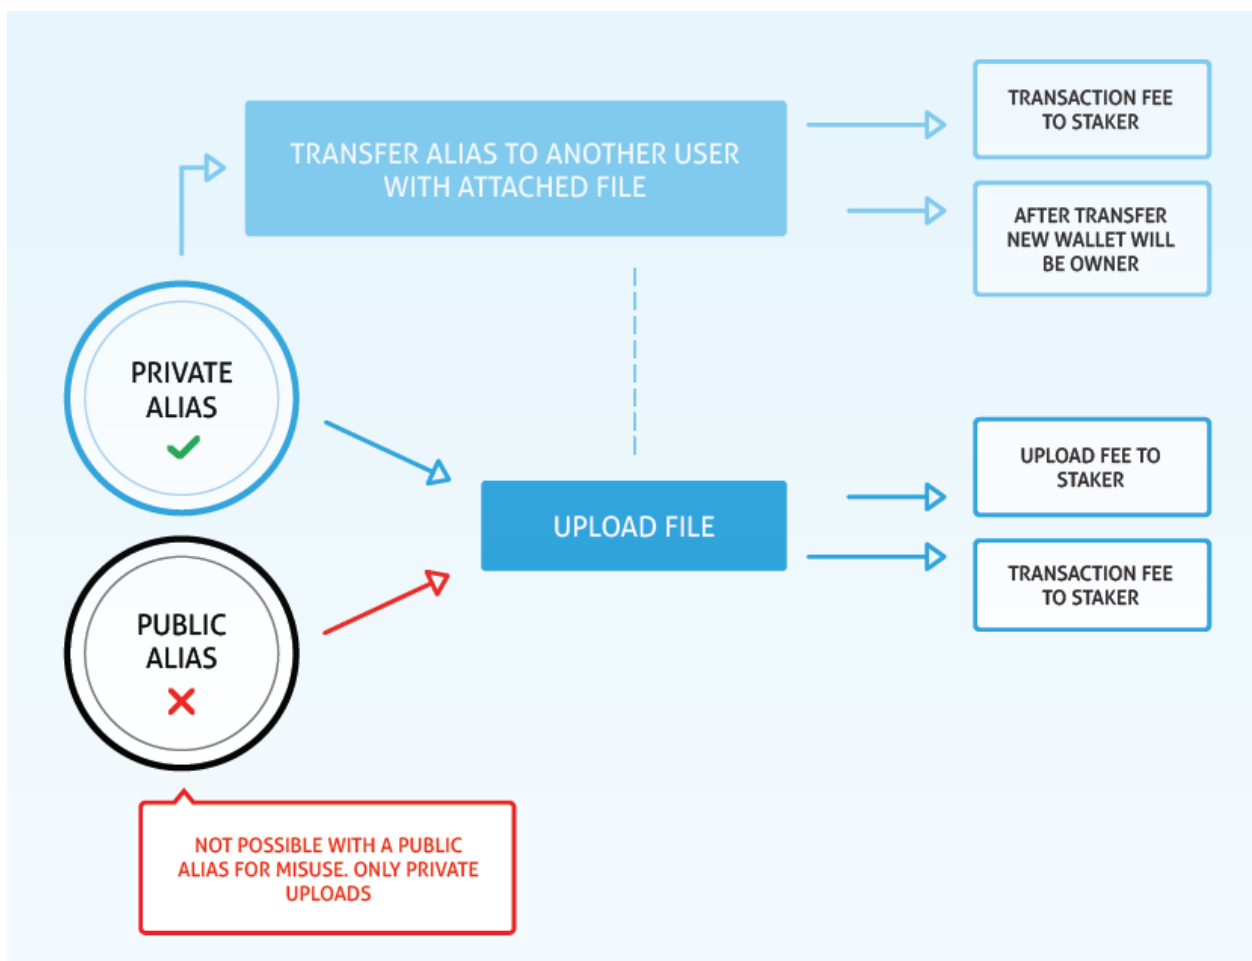 TRANSACTION FEE
TO STAKER
TRANSFER ALIAS TO ANOTHER USER
WITH ATTACHED FILE
AFTER TRANSFER
NEW WALLET WILL
BE OWNER
PRIVATE
ALIAS
UPLOAD FEE TO
STAKER
UPLOAD FILE
TRANSACTION FEE
TO STAKER
PUBLIC
ALIAS
NOT POSSIBLE WITH A PUBLIC
ALIAS FOR MISUSE. ONLY PRIVATE
UPLOADS